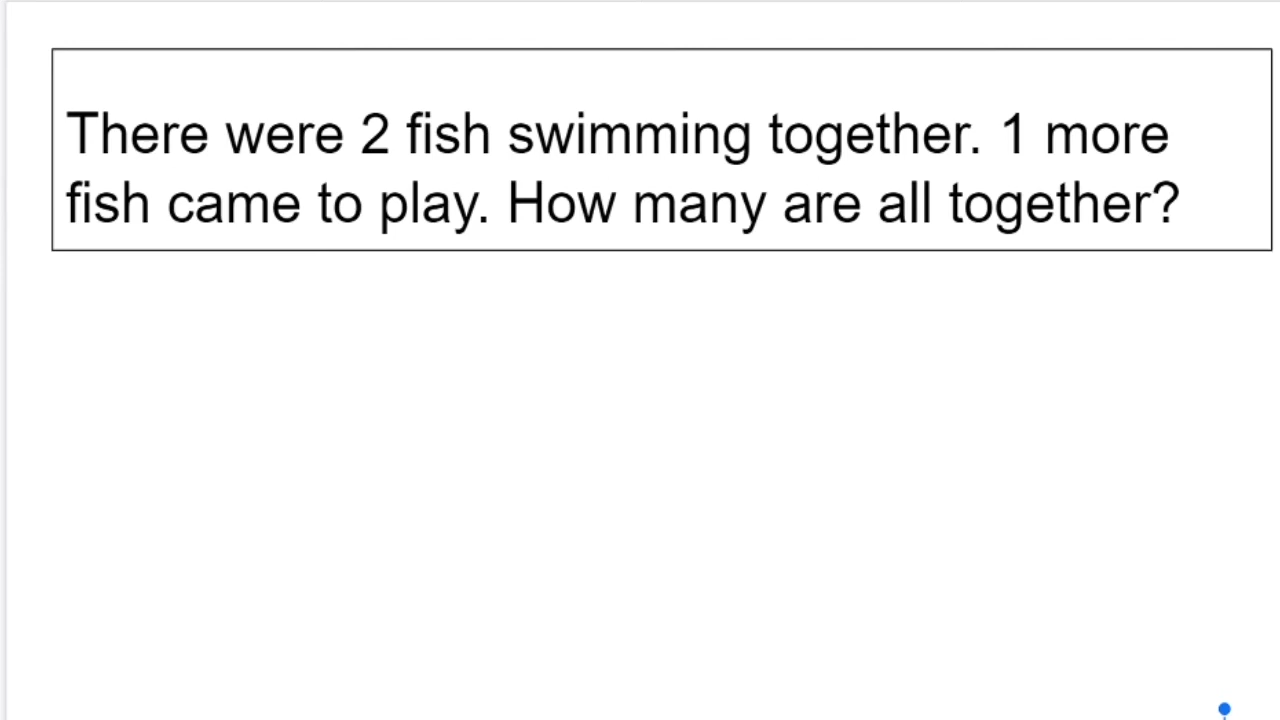 There were 2 fish swimming together. 1 more
fish came to play. How many are all together?